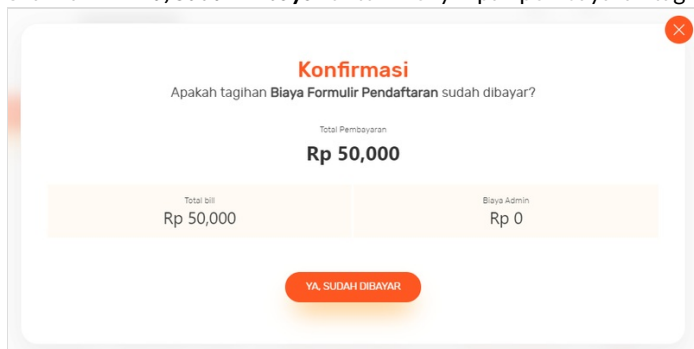 Konfirmasi
Apakah tagihan Biaya Formulir Pendaftaran sudah dibayar?
Total Pembayaran
Rp 50,000
Total bill
Rp 50,000
Biaya Admin
Rp 0
YA, SUDAH DIBAYAR